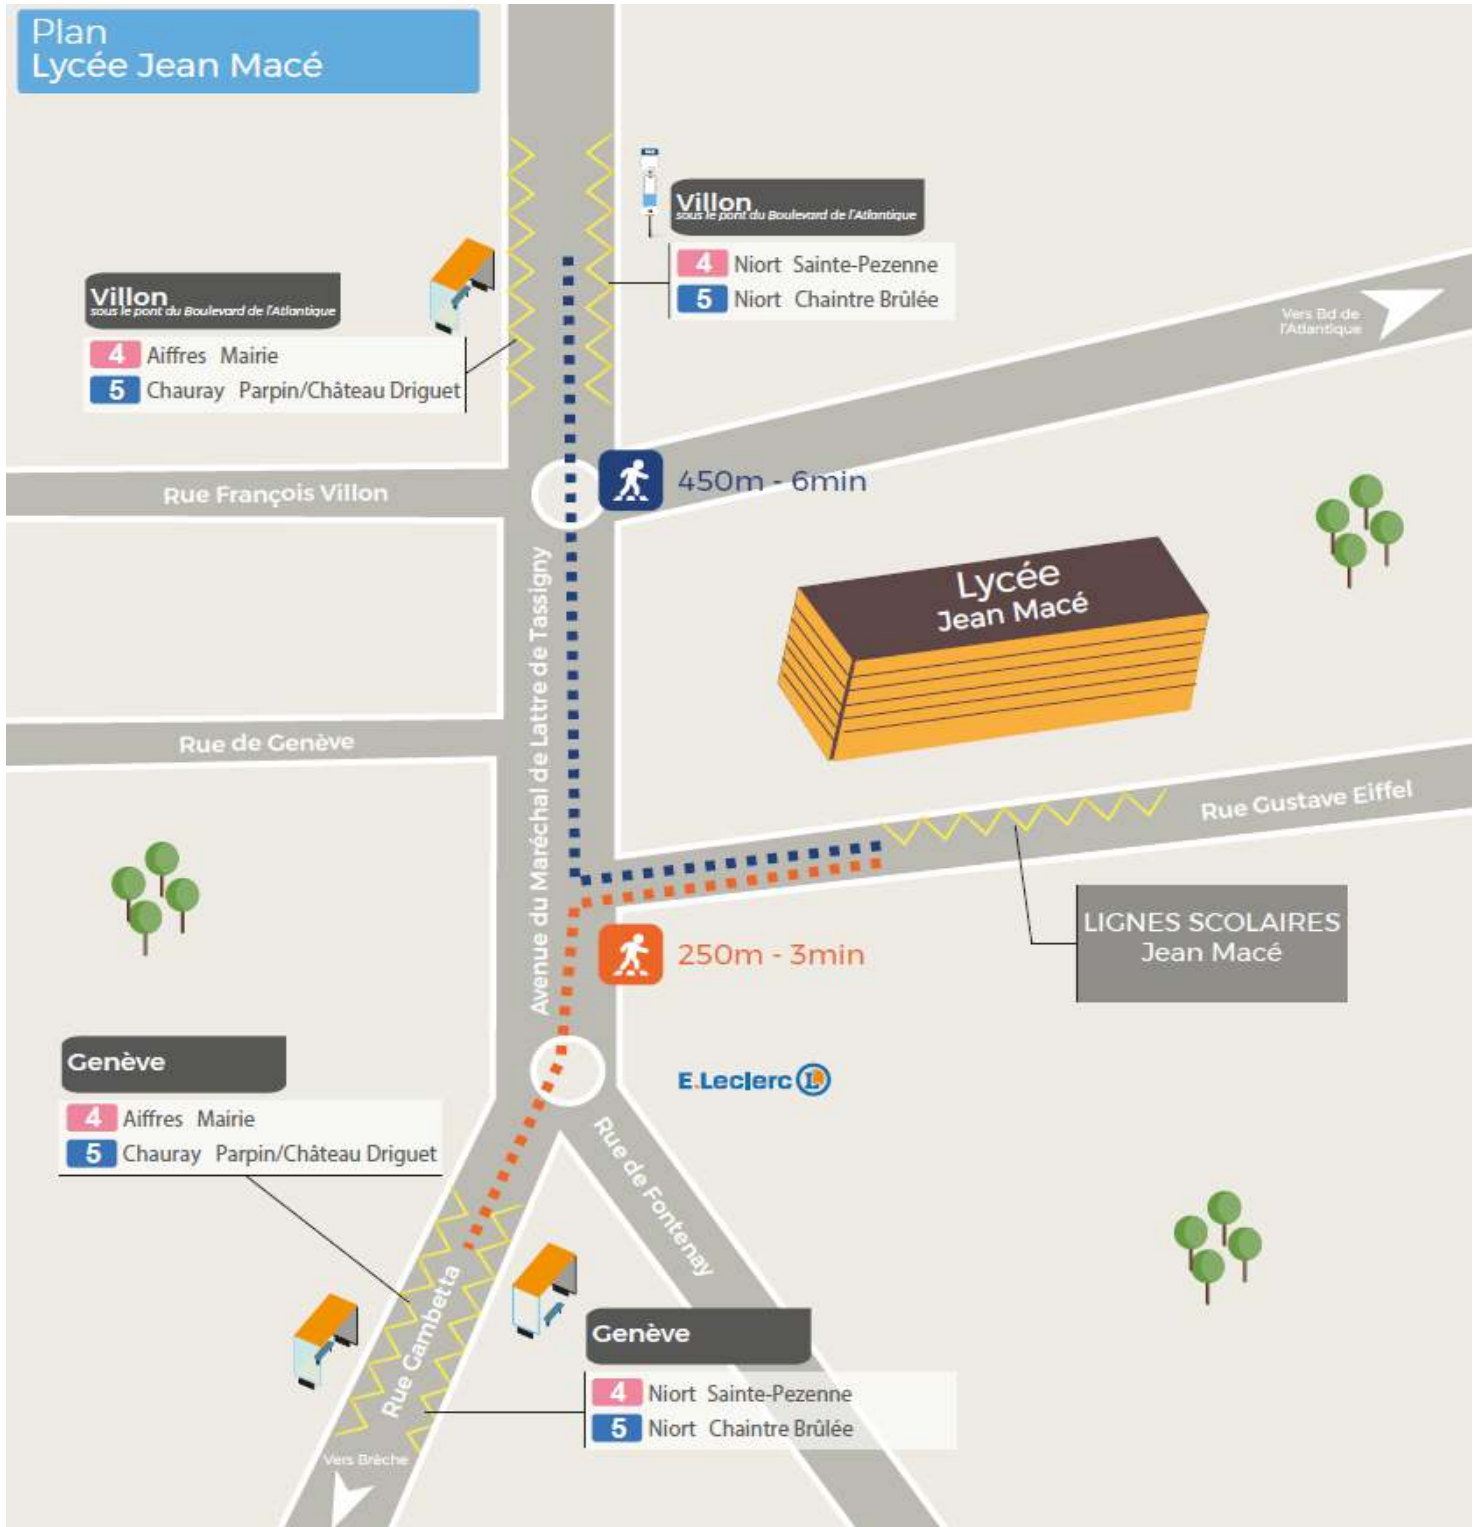 Plan
Lycée Jean Macé
Villon
sous le pont du Boulevard de l'Atlantique
4 Niort Sainte-Pezenne
5 Niort Chaintre Brûlée
Villon
sous le pont du Boulevard de l'Atlantique
4 Aiffres Mairie
5 Chauray Parpin/Château Driguet
Vers Bd de
l'Atlantique
Rue François Villon
450m - 6min
Lycée
Jean Macé
Avenue du Maréchal de Lattre de Tassigny
Rue de Genève
Rue Gustave Eiffel
LIGNES SCOLAIRES
Jean Macé
250m - 3min
Genève
4 Aiffres Mairie
5 Chauray Parpin/Château Driguet
E.Leclerc L
Rue de Fontenay
Rue Gambetta
Genève
4 Niort Sainte-Pezenne
5 Niort Chaintre Brûlée
Vers Brèche